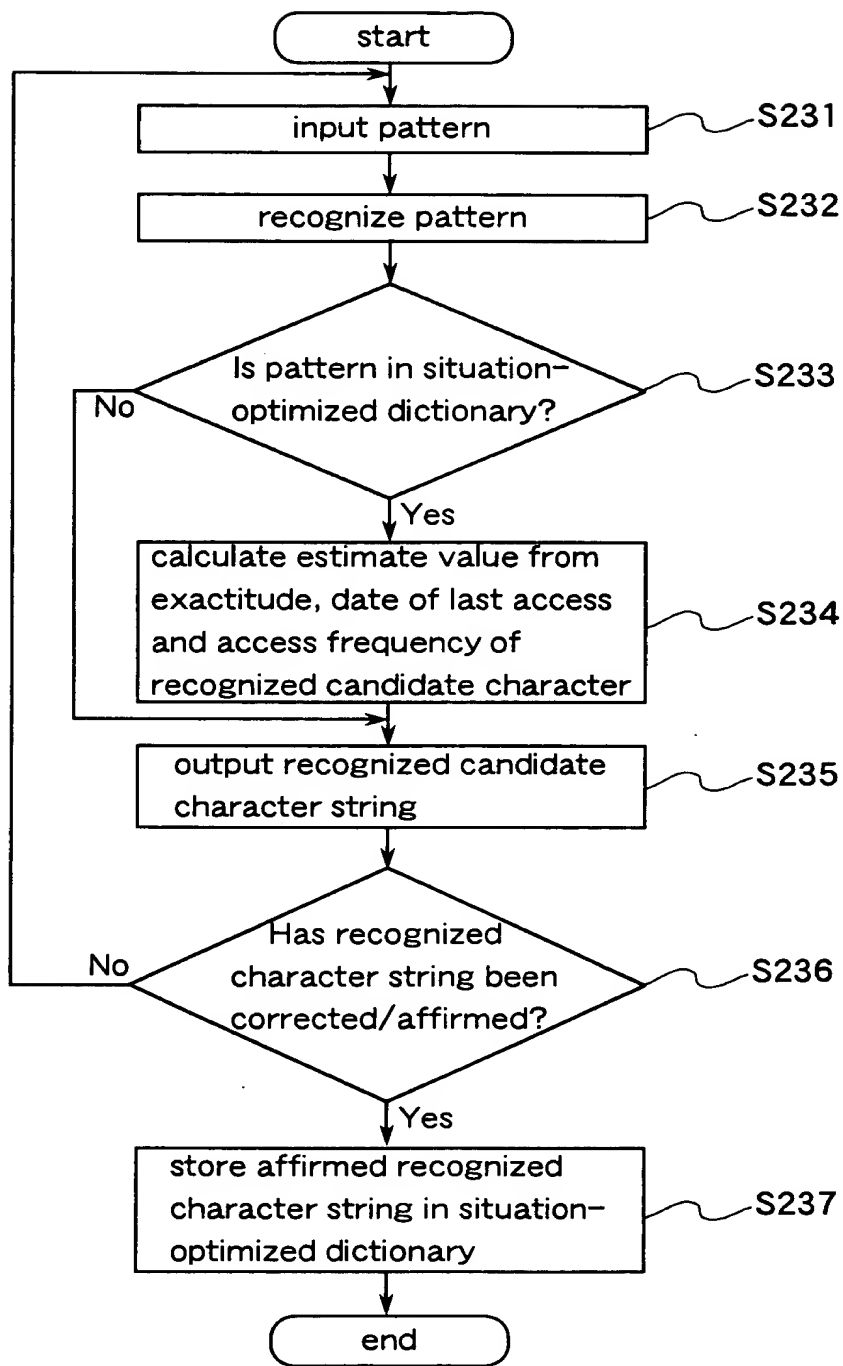 start
input pattern
S231
recognize pattern
S232
Is pattern in situation-
optimized dictionary?
S233
No
Yes
calculate estimate value from
exactitude, date of last access
and access frequency of
recognized candidate character
S234
output recognized candidate
character string
S235
Has recognized
character string been
corrected/affirmed?
No
S236
Yes
store affirmed recognized
character string in situation-
optimized dictionary
S237
end